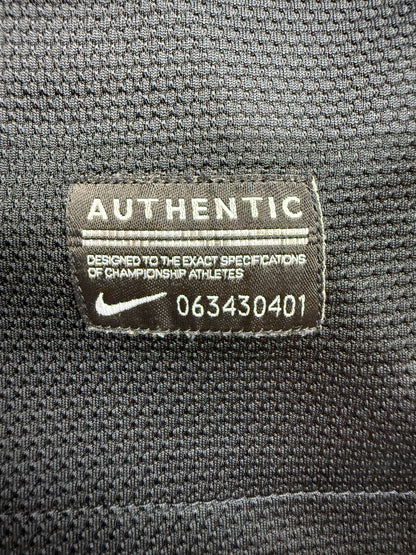 AUTHENTIC
DESIGNED TO THE EXACT SPECIFICATIONS
OF CHAMPIONSHIP ATHLETES
063430401